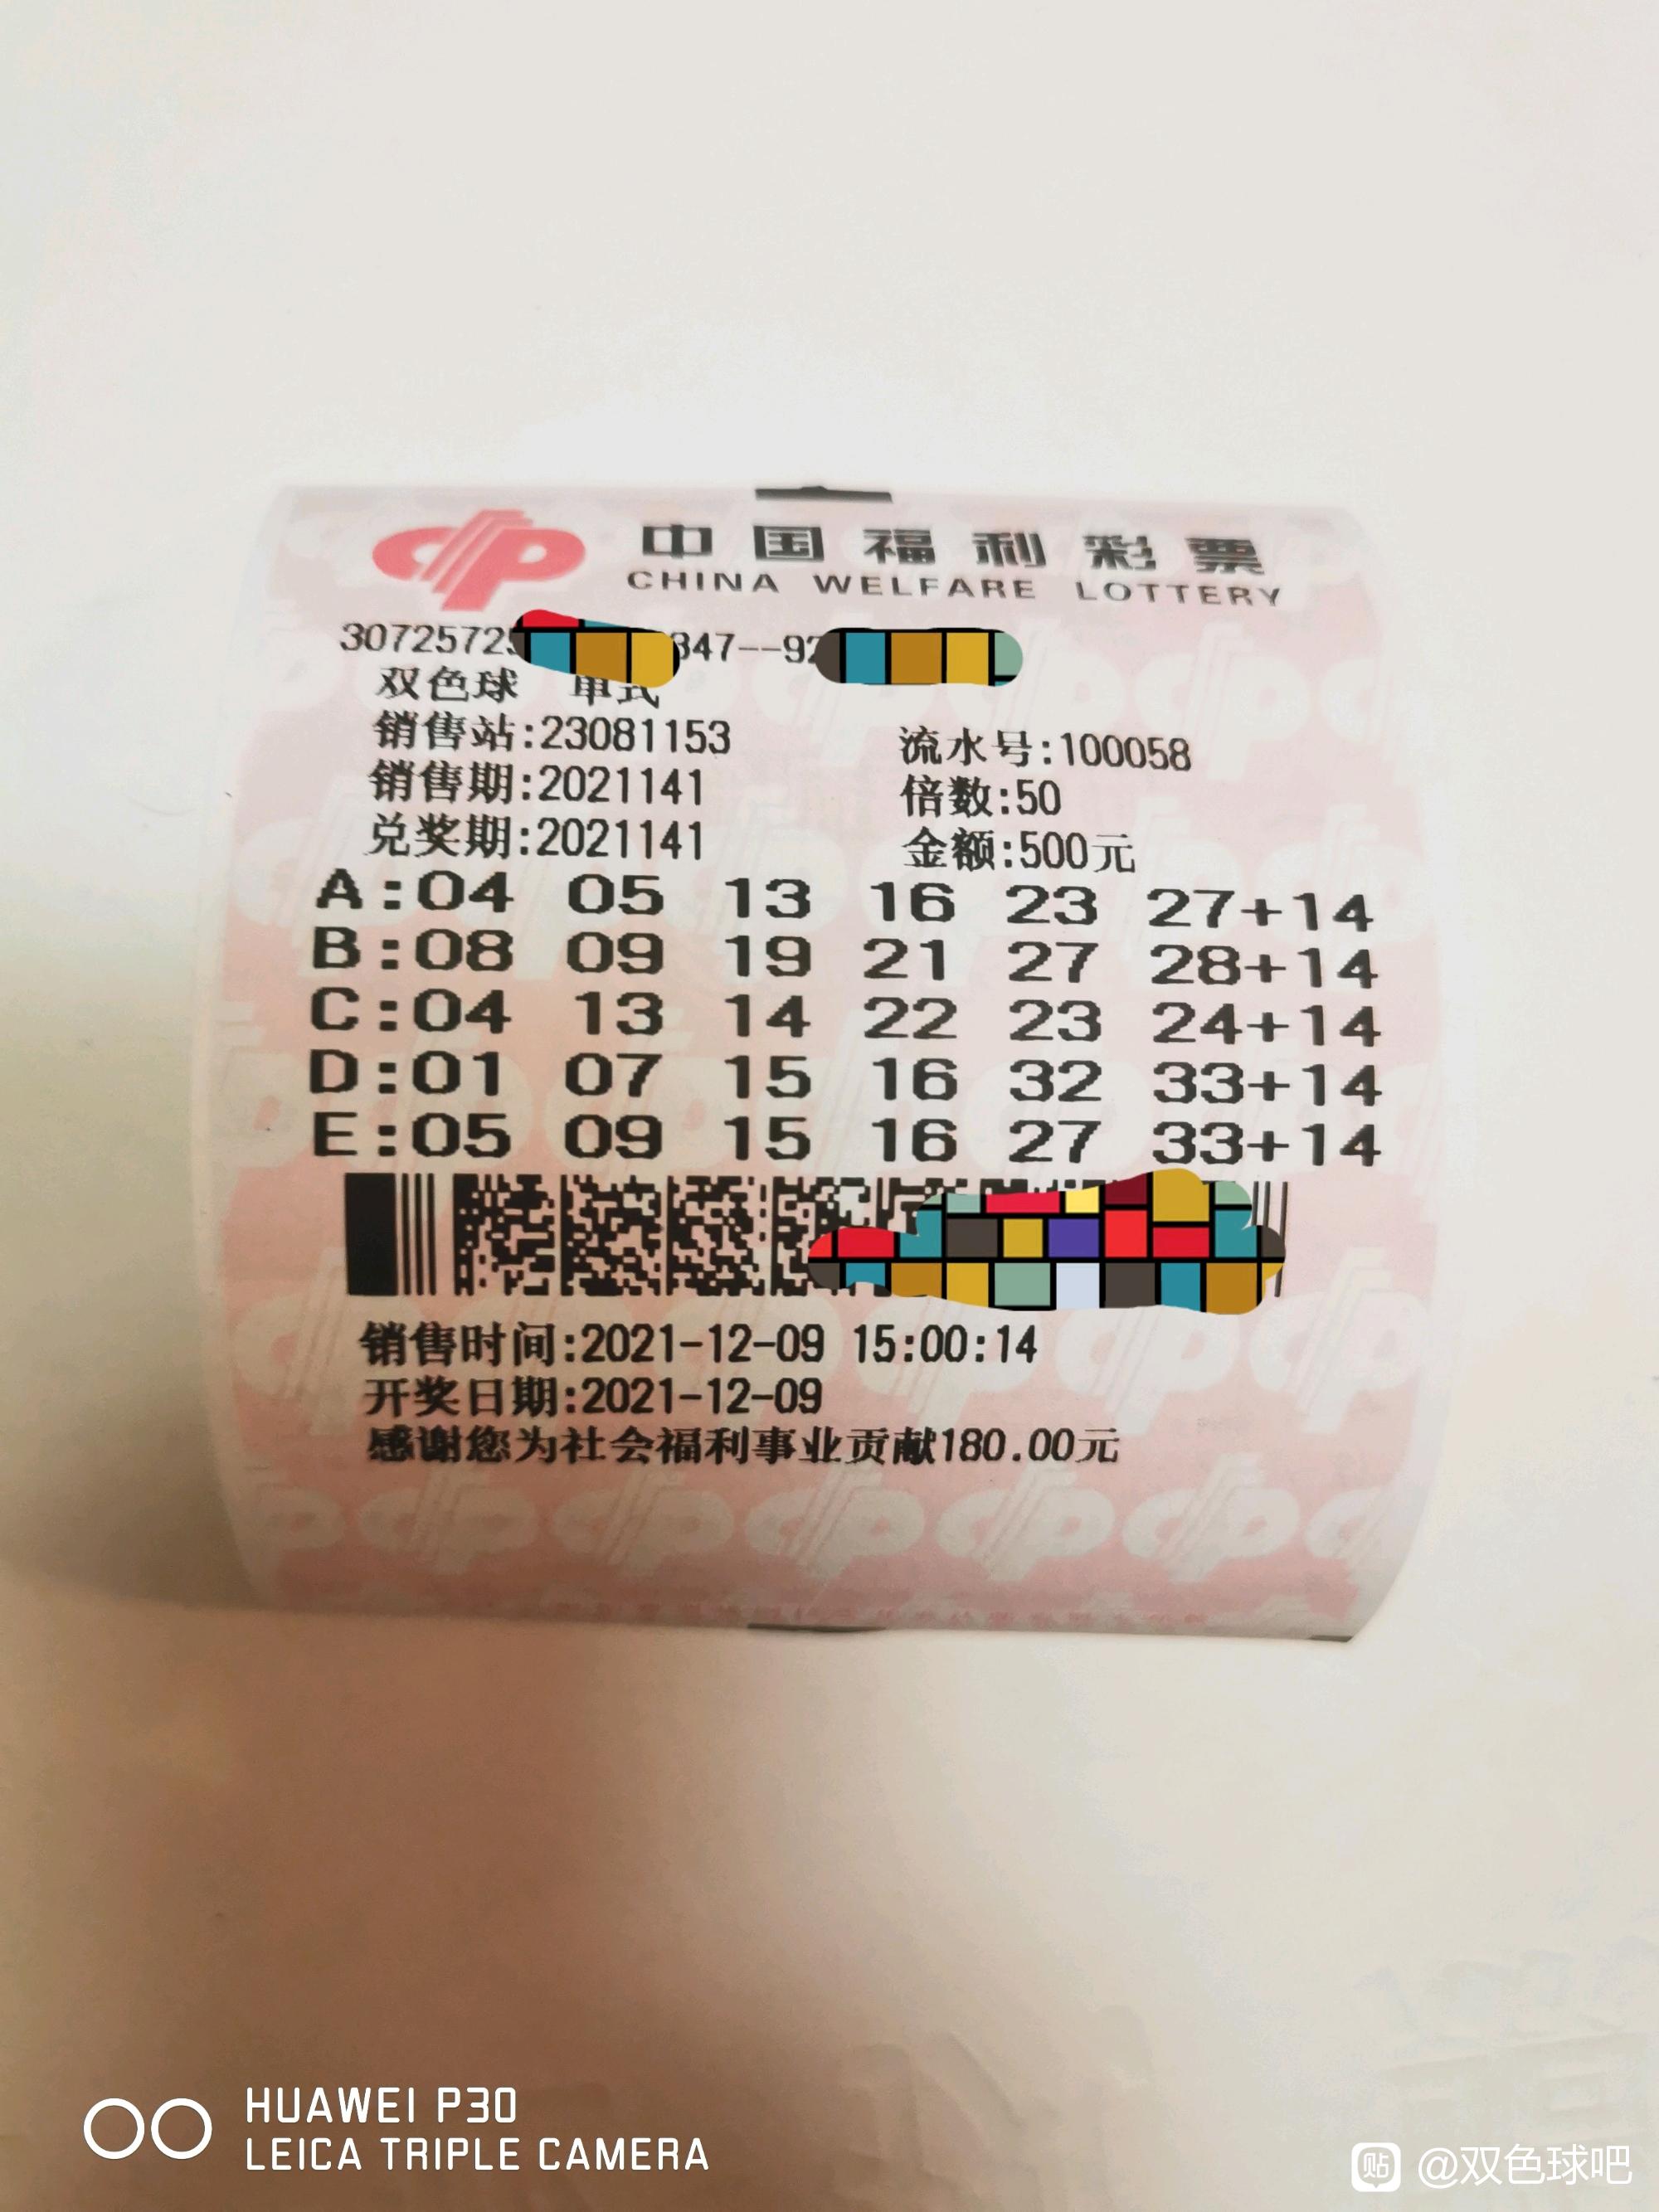 中国福利彩票
CHINA WELFARE LOTTERY
3072572 847--92
双色球 单式
销售站:23081153 流水号:100058
销售期:2021141 倍数:50
兑奖期:2021141 金额:500元
A:04 05 13 16 23 27+14
B:08 09 19 21 27 28+14
C:04 13 14 22 23 24+14
D:01 07 15 16 32 33+14
E:05 09 15 16 27 33+14
销售时间:2021-12-09 15:00:14
开奖日期:2021-12-09
感谢您为社会福利事业贡献180.00元
HUAWEI P30
LEICA TRIPLE CAMERA
贴 @双色球吧